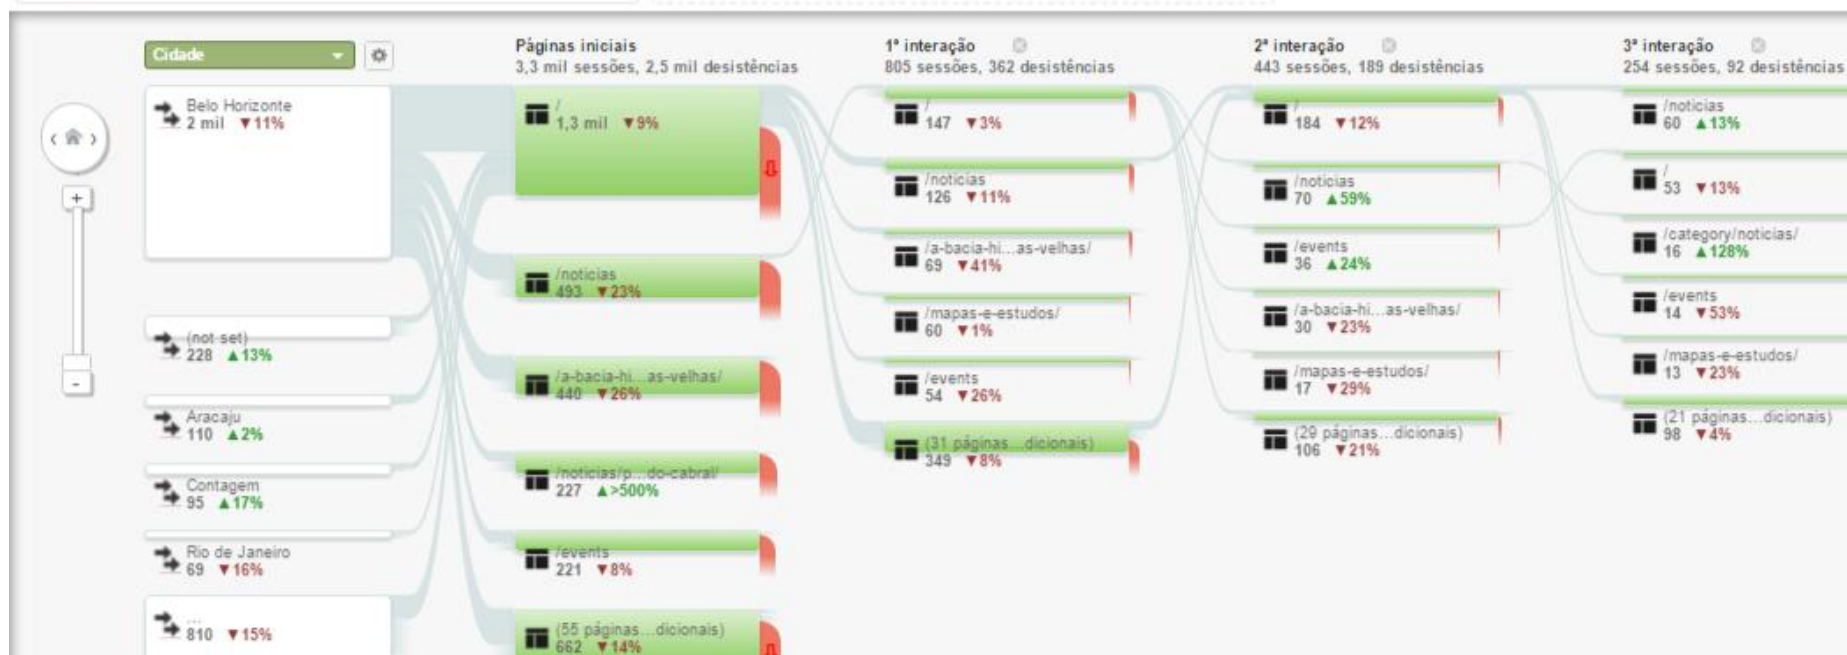 Cidade
Belo Horizonte
2 mil ▼11%
(not set)
228 ▲13%
Aracaju
110 ▲2%
Contagem
95 ▲17%
Rio de Janeiro
69 ▼16%
...
810 ▼15%
Páginas iniciais
3,3 mil sessões, 2,5 mil desistências
/
1,3 mil ▼9%
/noticias
493 ▼23%
/a-bacia-hi...as-velhas/
440 ▼26%
/noticias/p...do-cabral/
227 ▲>500%
/events
221 ▼8%
(55 páginas...dicionais)
662 ▼14%
1ª interação
805 sessões, 362 desistências
/
147 ▼3%
/noticias
126 ▼11%
/a-bacia-hi...as-velhas/
69 ▼41%
/mapas-e-estudos/
60 ▼1%
/events
54 ▼26%
(31 páginas...dicionais)
349 ▼8%
2ª interação
443 sessões, 189 desistências
/
184 ▼12%
/noticias
70 ▲59%
/events
36 ▲24%
/a-bacia-hi...as-velhas/
30 ▼23%
/mapas-e-estudos/
17 ▼29%
(29 páginas...dicionais)
106 ▼21%
3ª interação
254 sessões, 92 desistências
/noticias
60 ▲13%
/
53 ▼13%
/category/noticias/
16 ▲128%
/events
14 ▼53%
/mapas-e-estudos/
13 ▼23%
(21 páginas...dicionais)
98 ▼4%